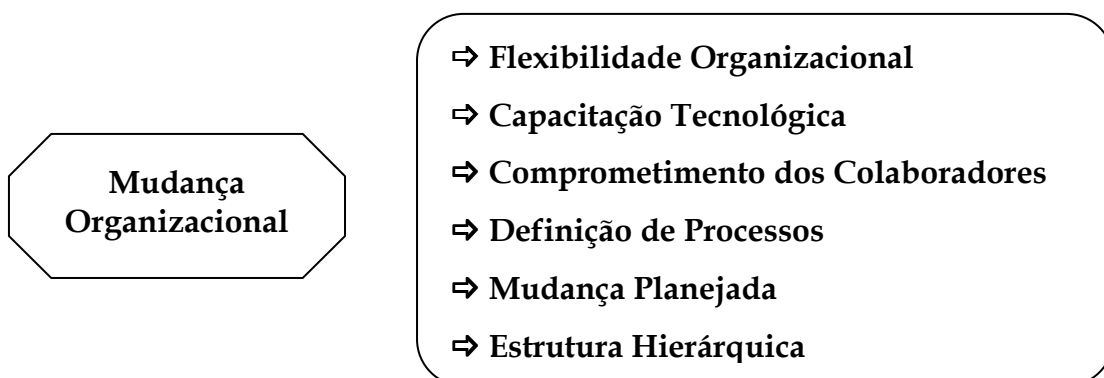 Mudança
Organizacional
⇨ Flexibilidade Organizacional
⇨ Capacitação Tecnológica
⇨ Comprometimento dos Colaboradores
⇨ Definição de Processos
⇨ Mudança Planejada
⇨ Estrutura Hierárquica